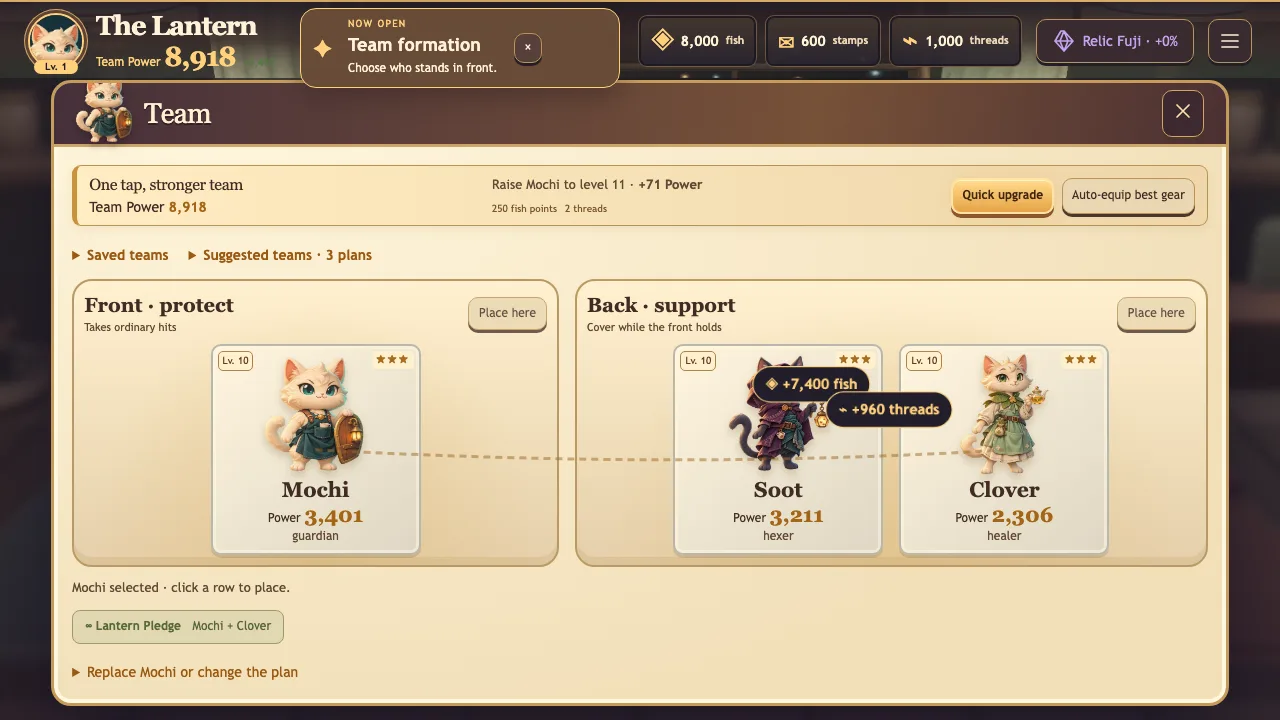 The Lantern
Team Power 8,918
Lv. 1
NOW OPEN
Team formation
Choose who stands in front.
×
8,000 fish
600 stamps
1,000 threads
Relic Fuji · +0%
Team
One tap, stronger team
Team Power 8,918
Raise Mochi to level 11 · +71 Power
250 fish points 2 threads
Quick upgrade
Auto-equip best gear
Saved teams
Suggested teams · 3 plans
Front · protect
Takes ordinary hits
Place here
Lv. 10
Mochi
Power 3,401
guardian
Back · support
Cover while the front holds
Place here
Lv. 10
+7,400 fish
+960 threads
Soot
Power 3,211
hexer
Lv. 10
Clover
Power 2,306
healer
Mochi selected · click a row to place.
∞ Lantern Pledge Mochi + Clover
Replace Mochi or change the plan